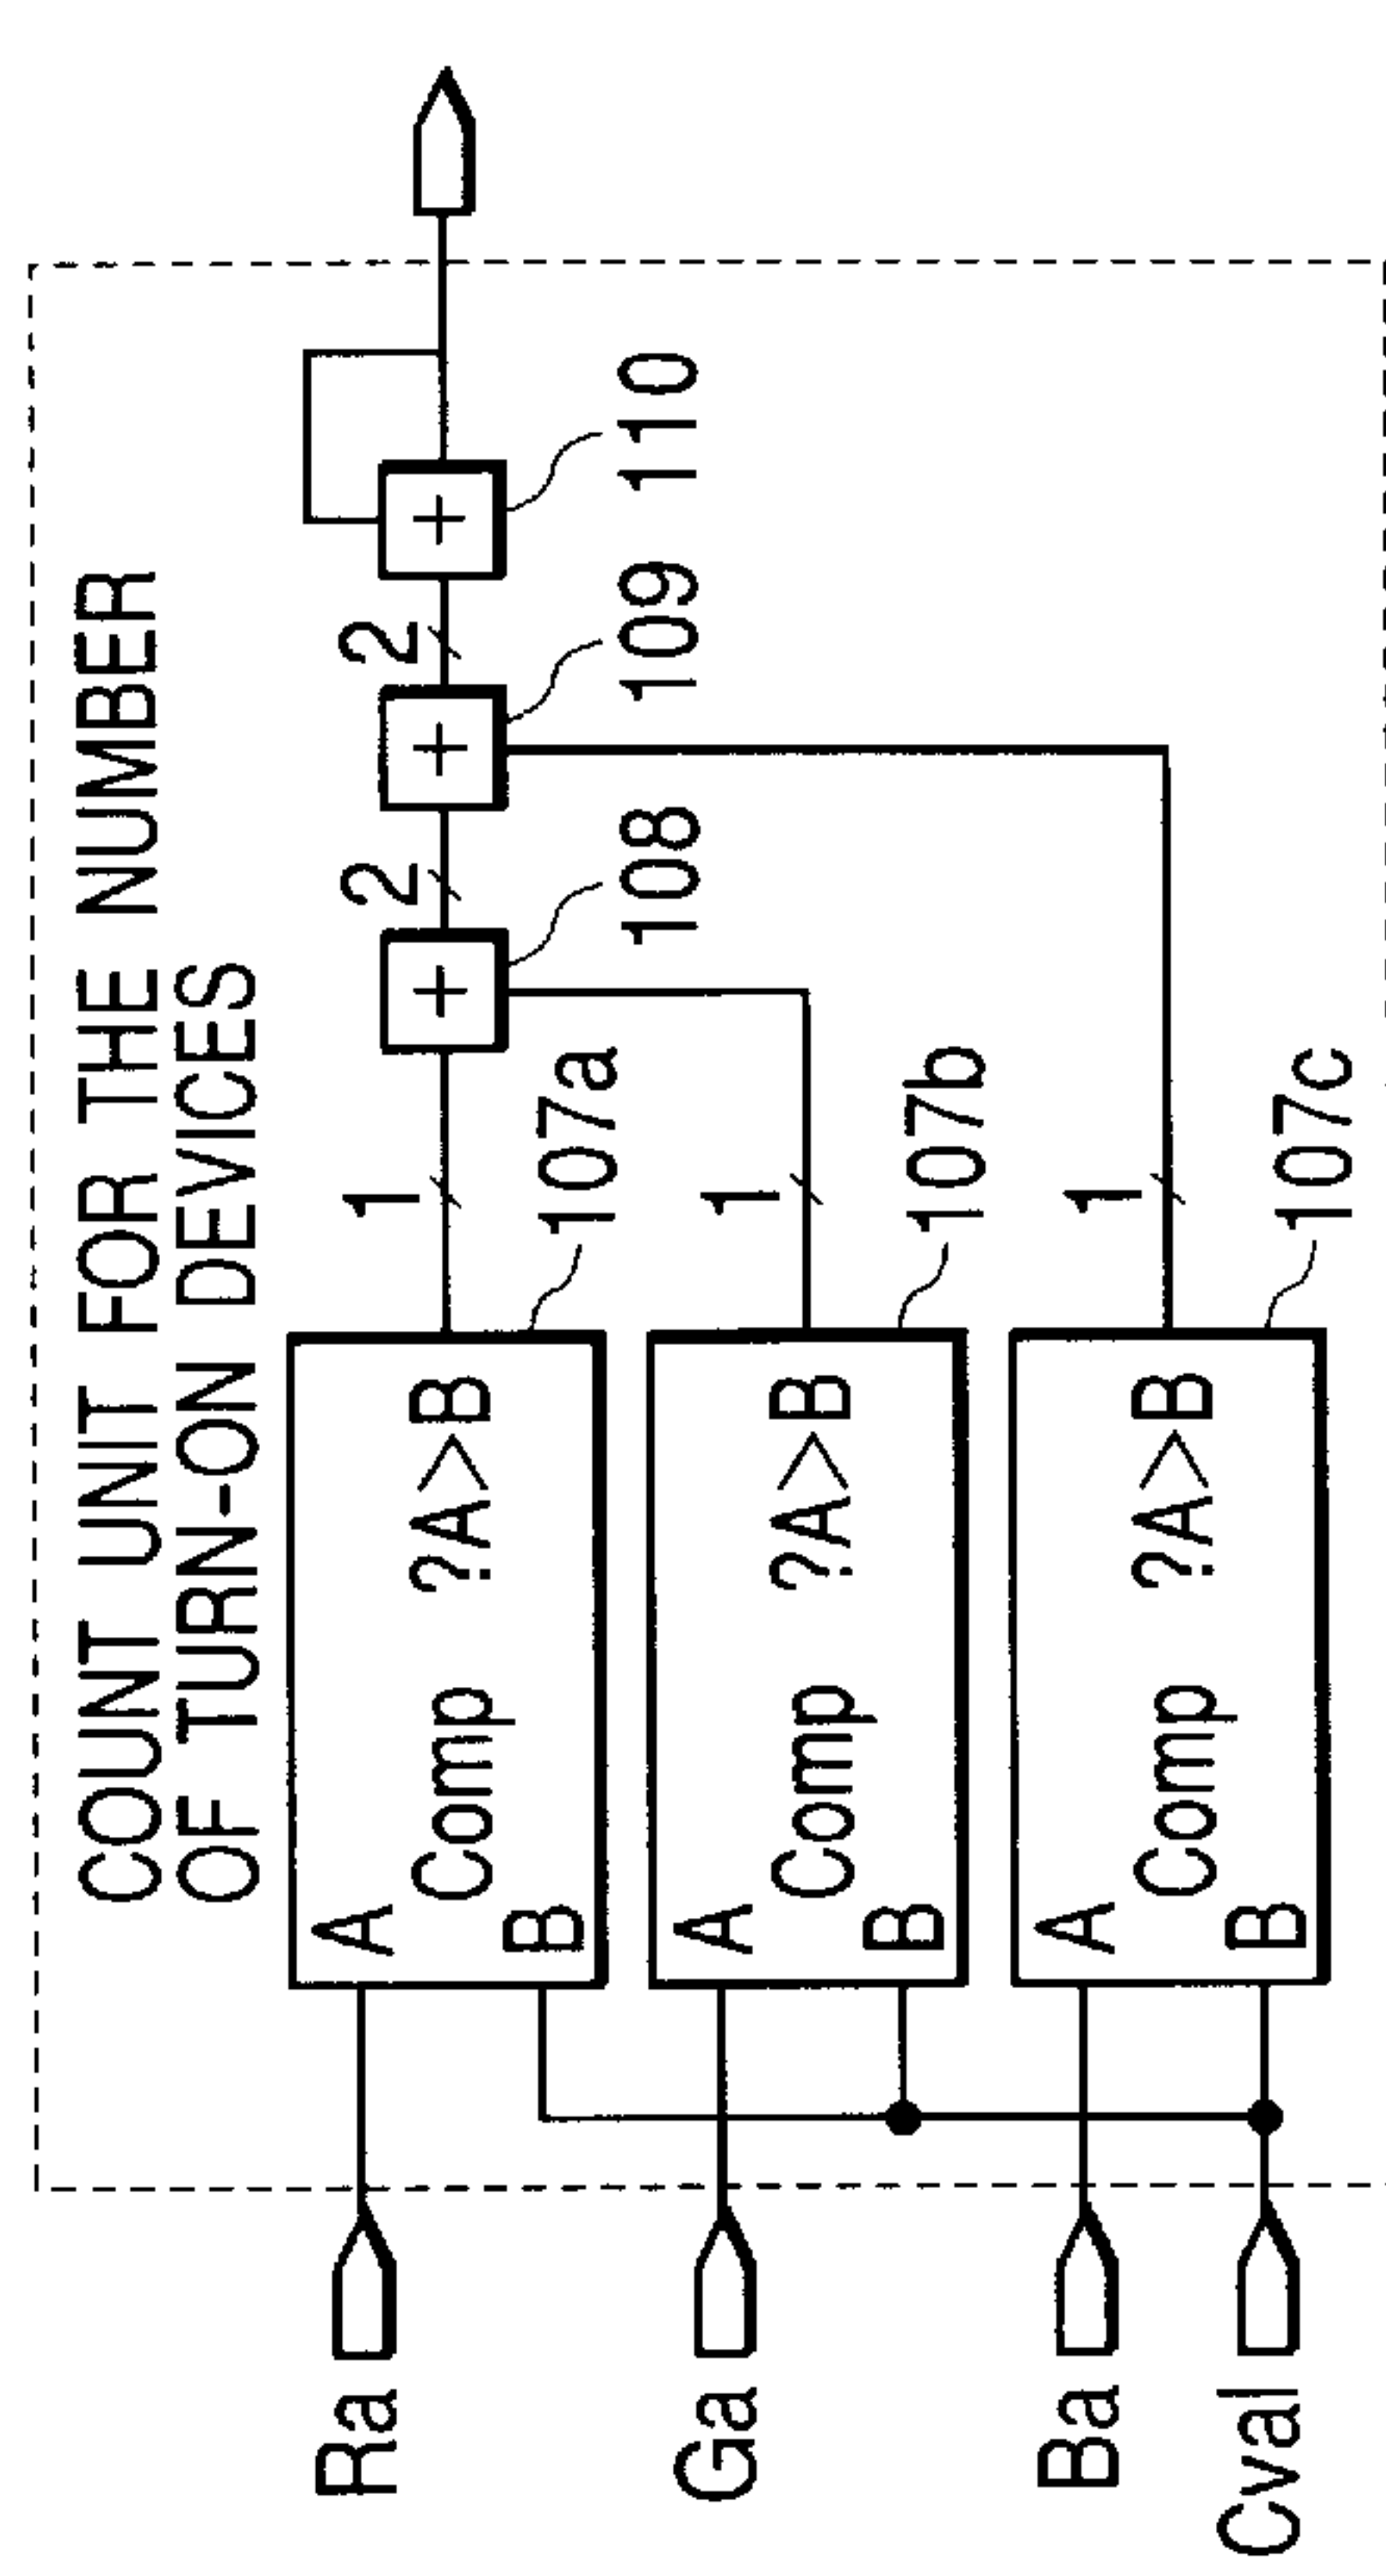 COUNT UNIT FOR THE NUMBER
OF TURN-ON DEVICES
Ra
A
B
Comp ?A>B
107a
1
108
2
109
2
110
Ga
A
B
Comp ?A>B
107b
1
Ba
Cval
A
B
Comp ?A>B
107c
1
+
+
+